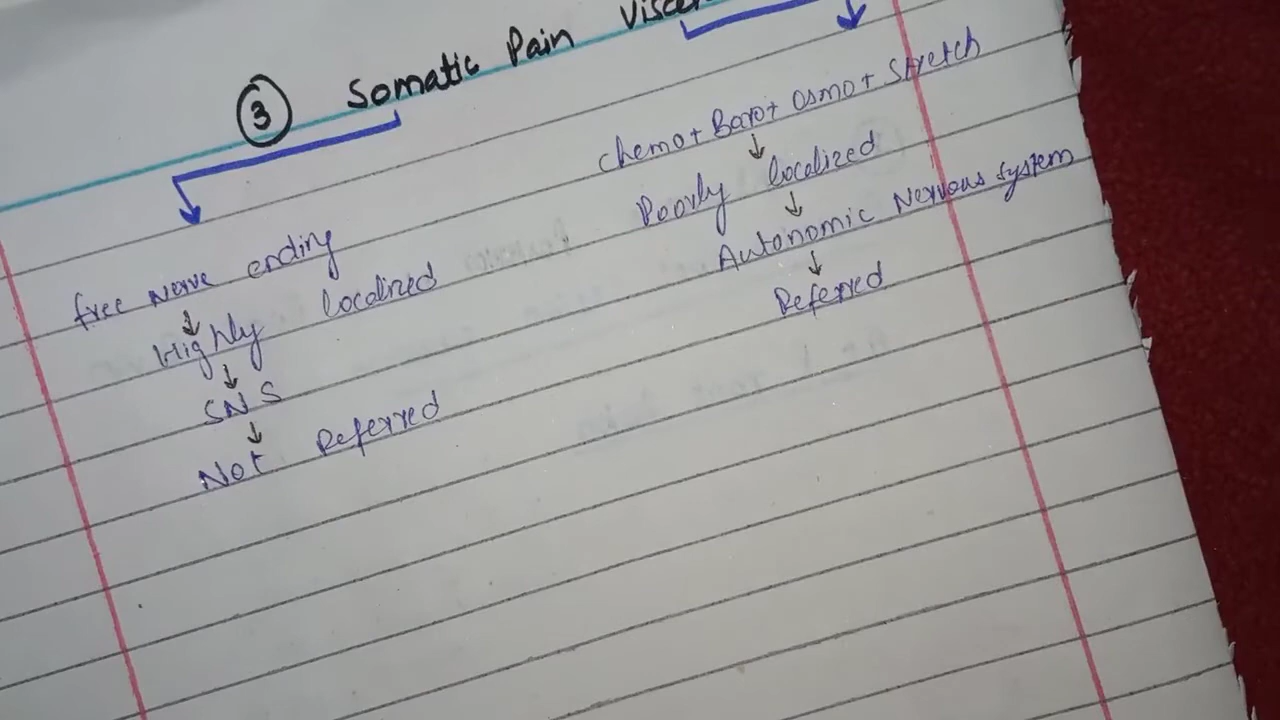 ③ Somatic Pain
free nerve ending
↓
Highly localized
↓
SNS
↓
Not Referred
chemo + Baro + Osmo + Stretch
↓
Poorly localized
↓
Autonomic Nervous System
↓
Referred